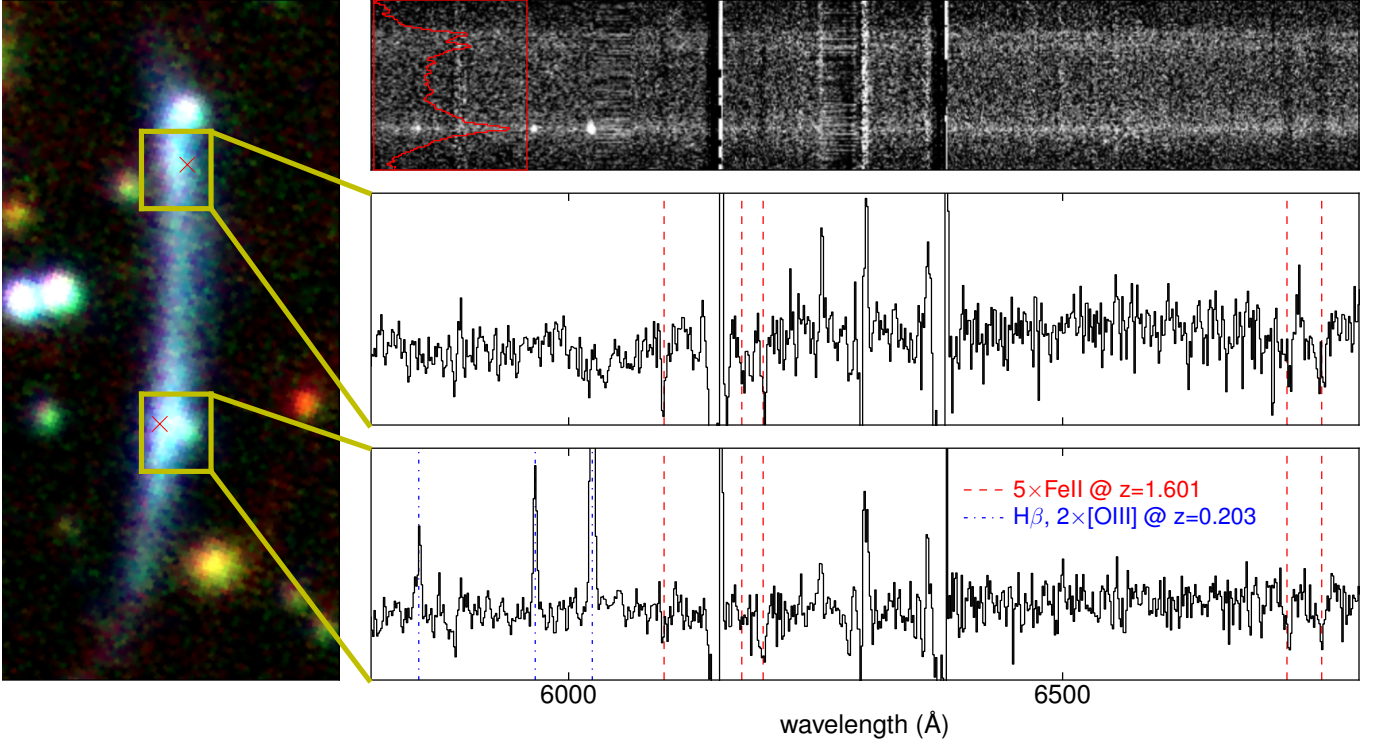 5×FeII @ z=1.601
Hβ, 2×[OIII] @ z=0.203
6000 6500
wavelength (Å)